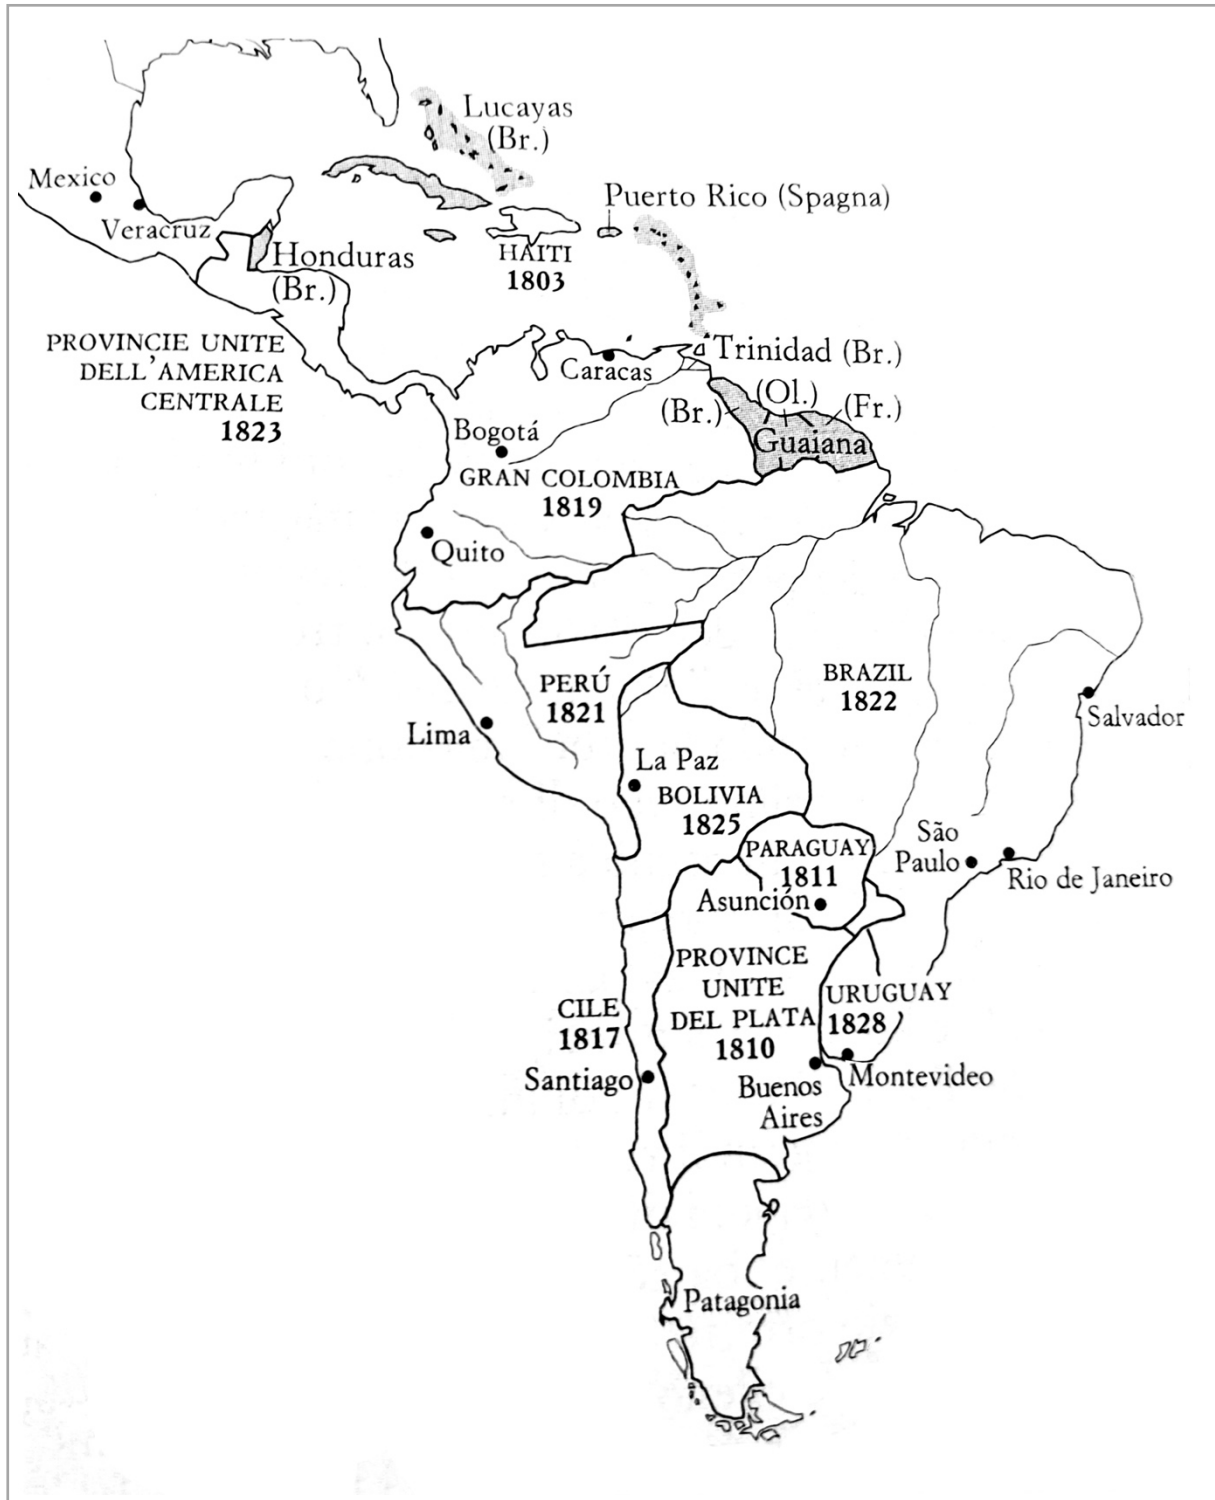 Lucayas
(Br.)
Mexico
Veracruz
Puerto Rico (Spagna)
Honduras
(Br.)
HAITI
1803
PROVINCIE UNITE
DELL'AMERICA
CENTRALE
1823
Caracas
Trinidad (Br.)
(Br.)
(Ol.)
(Fr.)
Guaiana
Bogotá
GRAN COLOMBIA
1819
Quito
PERÚ
1821
BRAZIL
1822
Salvador
Lima
La Paz
BOLIVIA
1825
PARAGUAY
1811
Asunción
São
Paulo
Rio de Janeiro
PROVINCE
UNITE
DEL PLATA
1810
URUGUAY
1828
CILE
1817
Santiago
Buenos
Aires
Montevideo
Patagonia